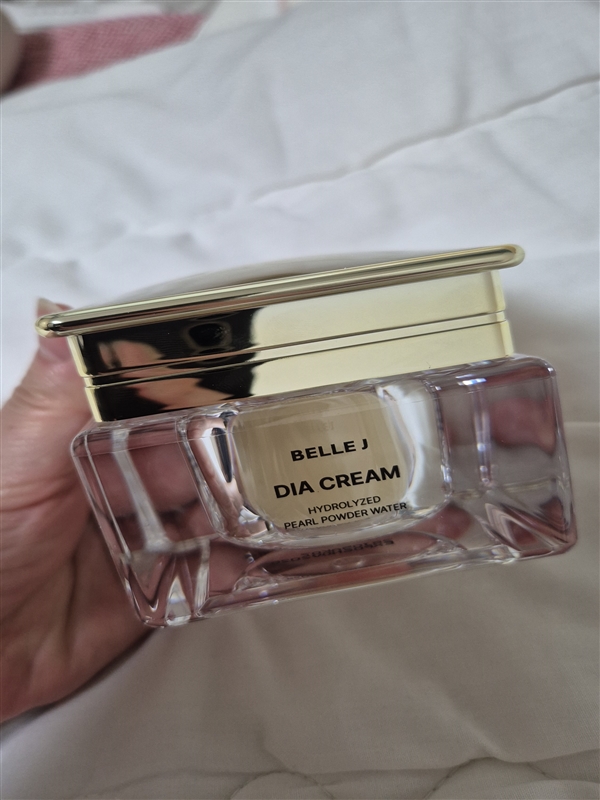 BELLE J
DIA CREAM
HYDROLYZED
PEARL POWDER WATER